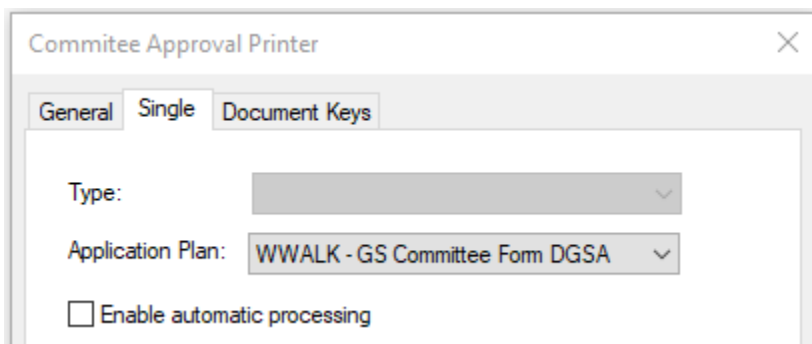 Commitee Approval Printer
General Single Document Keys
Type:
Application Plan: WWALK - GS Committee Form DGSA
Enable automatic processing